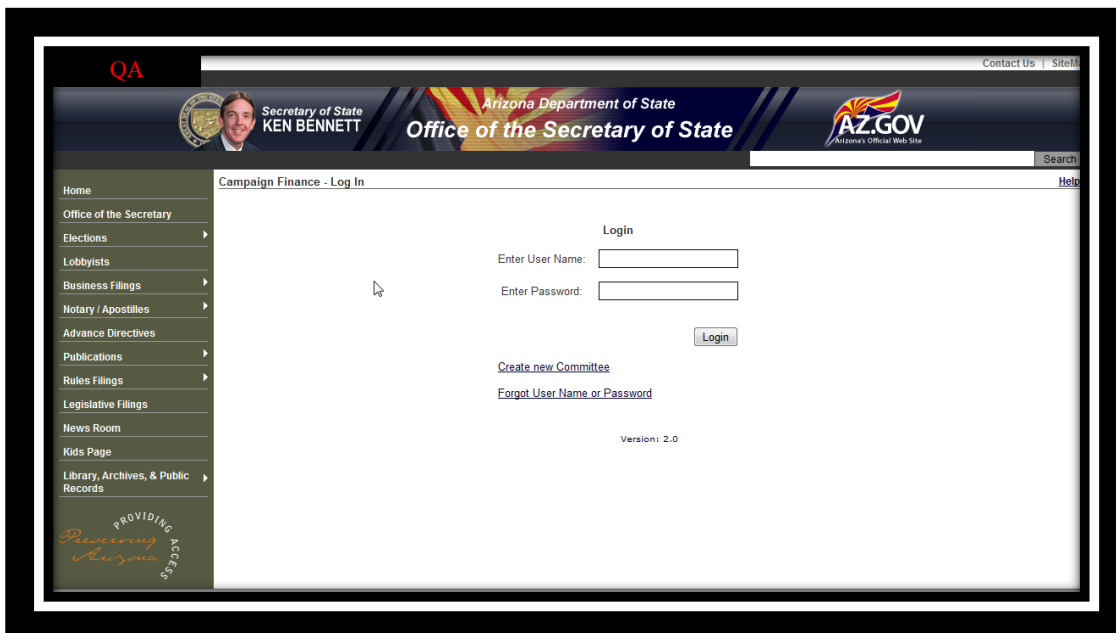 QA
Contact Us | SiteM
Secretary of State
KEN BENNETT
Arizona Department of State
Office of the Secretary of State
AZ.GOV
Arizona's Official Web Site
Search
Campaign Finance - Log In
Help
Home
Office of the Secretary
Elections
Lobbyists
Business Filings
Notary / Apostilles
Advance Directives
Publications
Rules Filings
Legislative Filings
News Room
Kids Page
Library, Archives, & Public
Records
PROVIDING ACCESS
Preserving
Arizona
Login
Enter User Name:
Enter Password:
Login
Create new Committee
Forgot User Name or Password
Version: 2.0